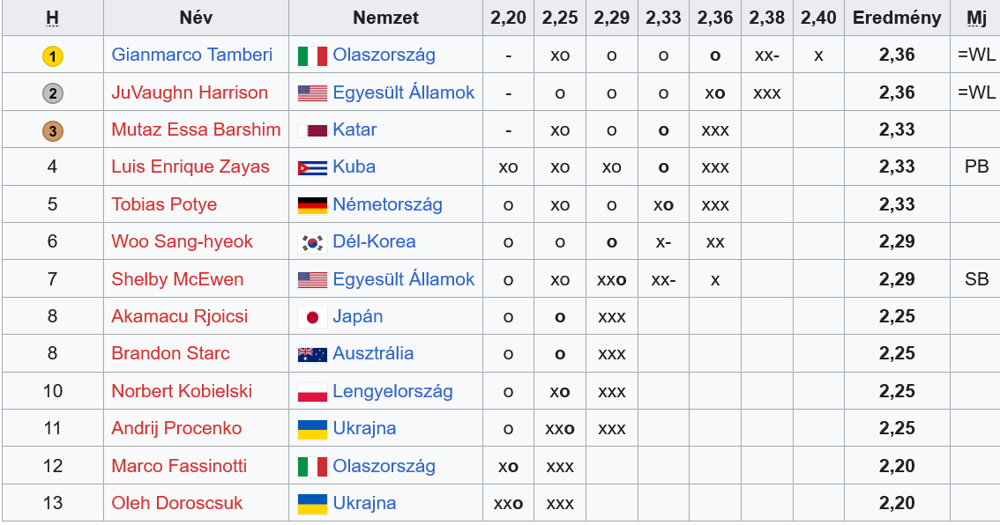 H Név Nemzet 2,20 2,25 2,29 2,33 2,36 2,38 2,40 Eredmény Mj
1 Gianmarco Tamberi Olaszország - xo o o o xx- x 2,36 =WL
2 JuVaughn Harrison Egyesült Államok - o o o xo xxx 2,36 =WL
3 Mutaz Essa Barshim Katar - xo o o xxx 2,33
4 Luis Enrique Zayas Kuba xo xo xo o xxx 2,33 PB
5 Tobias Potye Németország o xo o xo xxx 2,33
6 Woo Sang-hyeok Dél-Korea o o o x- xx 2,29
7 Shelby McEwen Egyesült Államok o xo xxo xx- x 2,29 SB
8 Akamacu Rjoicsi Japán o o xxx 2,25
8 Brandon Starc Ausztrália o o xxx 2,25
10 Norbert Kobielski Lengyelország o xo xxx 2,25
11 Andrij Procenko Ukrajna o xxo xxx 2,25
12 Marco Fassinotti Olaszország xo xxx 2,20
13 Oleh Doroscsuk Ukrajna xxo xxx 2,20